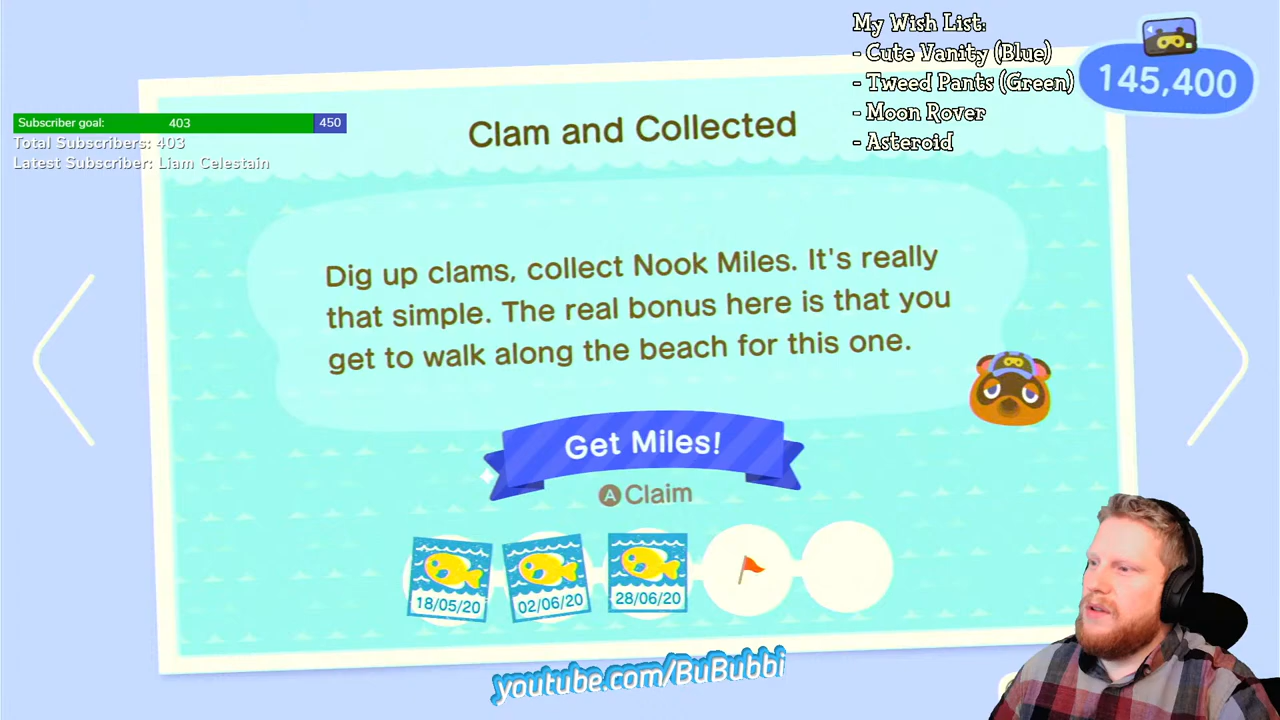 My Wish List:
- Cute Vanity (Blue)
- Tweed Pants (Green)
- Moon Rover
- Asteroid
145,400
Subscriber goal: 403 450
Total Subscribers: 403
Latest Subscriber: Liam Celestain
Clam and Collected
Dig up clams, collect Nook Miles. It's really
that simple. The real bonus here is that you
get to walk along the beach for this one.
Get Miles!
A Claim
18/05/20 02/06/20 28/06/20
youtube.com/BuBubbi